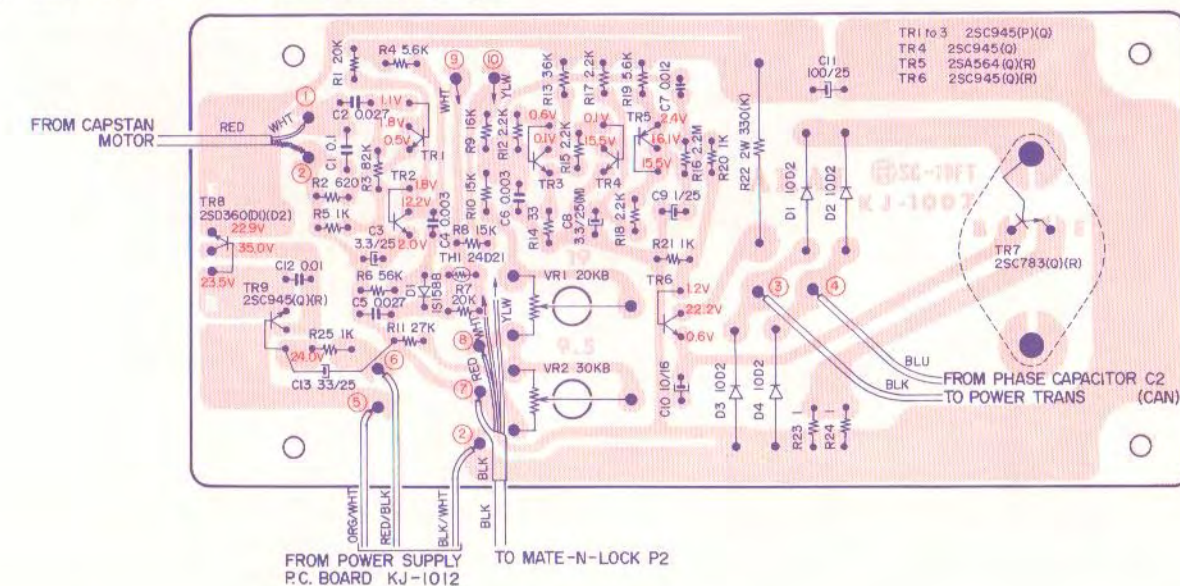 TR1 to 3 2SC945(P)(Q)
TR4 2SC945(Q)
TR5 2SA564(Q)(R)
TR6 2SC945(Q)(R)
R1 20K
R4 5.6K
⑨
WHT
⑩
YLW
R13 36K
R17 2.2K
R19 5.6K
C7 0.012
C11
100/25
①
WHT
RED
FROM CAPSTAN
MOTOR
②
C2 0.027
1.1V
1.8V
0.5V
TR1
C1 0.1
R3 82K
R9 16K
R12 2.2K
0.6V
0.1V
TR3
R15 2.2K
0.1V
15.5V
TR4
TR5
2.4V
16.1V
15.5V
R16 2.2M
R20 1K
R22 2W 330(K)
D1 10D2
D2 10D2
KJ-1007
TR7
2SC783(Q)(R)
R2 620
R5 1K
TR2
1.8V
12.2V
2.0V
C3
3.3/25
C4 0.003
R10 15K
C6 0.003
R14 33
C8
3.3/25(M)
R18 2.2K
C9 1/25
R8 15K
R21 1K
TR8
2SD360(D1)(D2)
22.9V
35.0V
23.5V
C12 0.01
TR9
2SC945(Q)(R)
R6 56K
C5 0.0027
D1
1S1588
TH1 24D21
R7
20K
WHT
YLW
VR1 20KB
TR6
1.2V
22.2V
0.6V
③
④
R25 1K
R11 27K
24.0V
C13 33/25
⑥
⑧
RED
⑦
9.5
VR2 30KB
C10 10/16
D3 10D2
D4 10D2
R23 1
R24 1
BLU
BLK
FROM PHASE CAPACITOR C2
TO POWER TRANS (CAN)
⑤
②
BLK
ORG/WHT
RED/BLK
BLK/WHT
BLK
FROM POWER SUPPLY
P.C. BOARD KJ-1012
TO MATE-N-LOCK P2